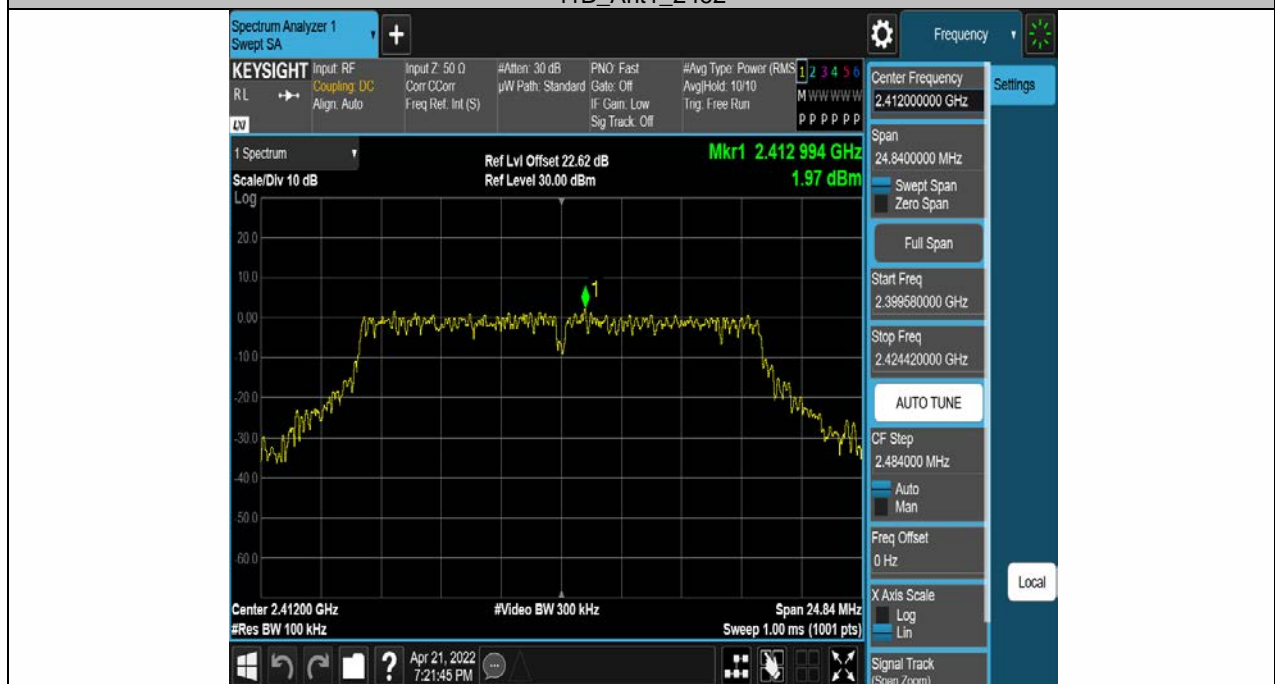 Spectrum Analyzer 1
Swept SA
+
Frequency
KEYSIGHT
RL
LXI
Input: RF
Coupling: DC
Align: Auto
Input Z: 50 Ω
Corr CCorr
Freq Ref: Int (S)
#Atten: 30 dB
µW Path: Standard
PNO: Fast
Gate: Off
IF Gain: Low
Sig Track: Off
#Avg Type: Power (RMS
Avg|Hold: 10/10
Trig: Free Run
1 2 3 4 5 6
M W W W W W
P P P P P P
1 Spectrum
Scale/Div 10 dB
Log
Ref Lvl Offset 22.62 dB
Ref Level 30.00 dBm
Mkr1 2.412 994 GHz
1.97 dBm
20.0
10.0
0.00
-10.0
-20.0
-30.0
-40.0
-50.0
-60.0
1
Center 2.41200 GHz
#Res BW 100 kHz
#Video BW 300 kHz
Span 24.84 MHz
Sweep 1.00 ms (1001 pts)
?
Apr 21, 2022
7:21:45 PM
Center Frequency
2.412000000 GHz
Settings
Span
24.8400000 MHz
Swept Span
Zero Span
Full Span
Start Freq
2.399580000 GHz
Stop Freq
2.424420000 GHz
AUTO TUNE
CF Step
2.484000 MHz
Auto
Man
Freq Offset
0 Hz
Local
X Axis Scale
Log
Lin
Signal Track
(Span Zoom)